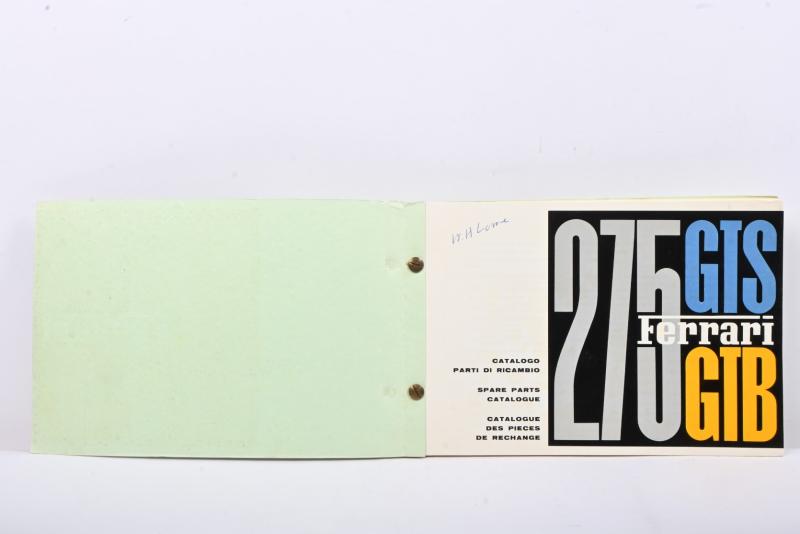 W.H Lowe
275 GTS
Ferrari
GTB
CATALOGO
PARTI DI RICAMBIO
SPARE PARTS
CATALOGUE
CATALOGUE
DES PIECES
DE RECHANGE